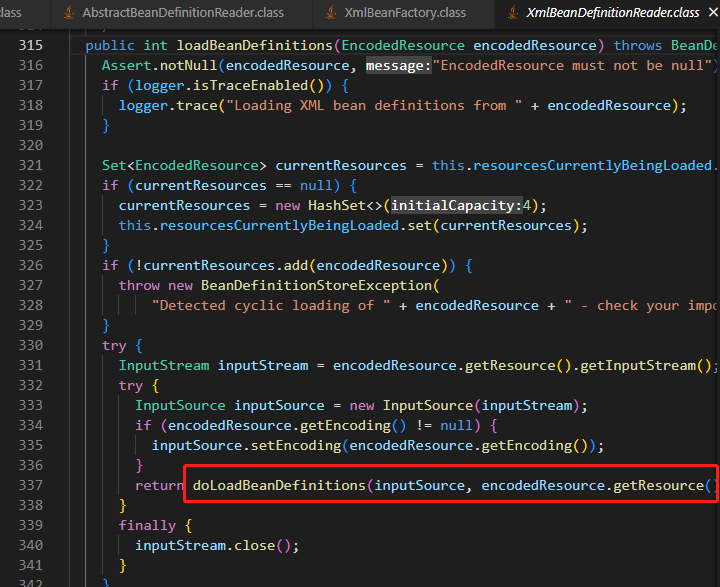 lass AbstractBeanDefinitionReader.class XmlBeanFactory.class XmlBeanDefinitionReader.class
315 public int loadBeanDefinitions(EncodedResource encodedResource) throws BeanDe
316 Assert.notNull(encodedResource, message:"EncodedResource must not be null")
317 if (logger.isTraceEnabled()) {
318 logger.trace("Loading XML bean definitions from " + encodedResource);
319 }
320
321 Set<EncodedResource> currentResources = this.resourcesCurrentlyBeingLoaded.
322 if (currentResources == null) {
323 currentResources = new HashSet<>(initialCapacity:4);
324 this.resourcesCurrentlyBeingLoaded.set(currentResources);
325 }
326 if (!currentResources.add(encodedResource)) {
327 throw new BeanDefinitionStoreException(
328 "Detected cyclic loading of " + encodedResource + " - check your impo
329 }
330 try {
331 InputStream inputStream = encodedResource.getResource().getInputStream();
332 try {
333 InputSource inputSource = new InputSource(inputStream);
334 if (encodedResource.getEncoding() != null) {
335 inputSource.setEncoding(encodedResource.getEncoding());
336 }
337 return doLoadBeanDefinitions(inputSource, encodedResource.getResource()
338 }
339 finally {
340 inputStream.close();
341 }
342 }